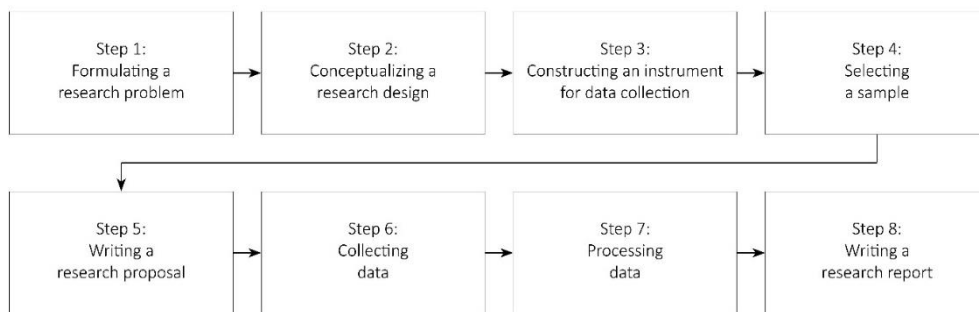 Step 1:
Formulating a
research problem
Step 2:
Conceptualizing a
research design
Step 3:
Constructing an instrument
for data collection
Step 4:
Selecting
a sample
Step 5:
Writing a
research proposal
Step 6:
Collecting
data
Step 7:
Processing
data
Step 8:
Writing a
research report